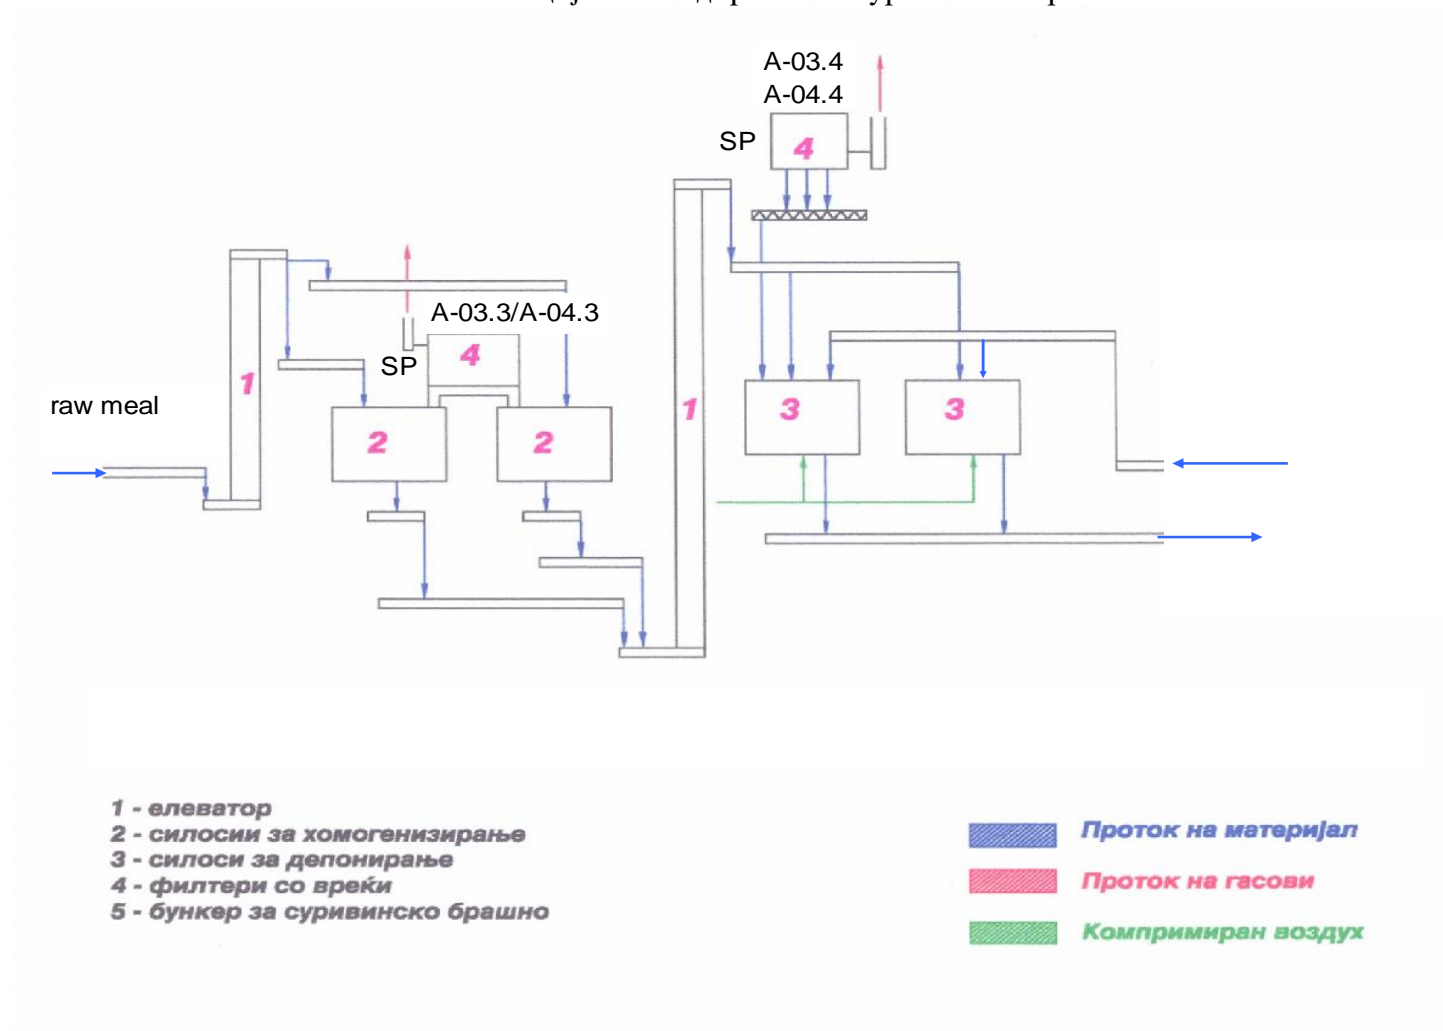 A-03.4
A-04.4
SP
4
A-03.3/A-04.3
4
SP
1
raw meal
1
3
3
2
2
1 - елеватор
2 - силосии за хомогенизирање
3 - силоси за депонирање
4 - филтери со вреќи
5 - бункер за суривинско брашно
Проток на материјал
Проток на гасови
Компримиран воздух